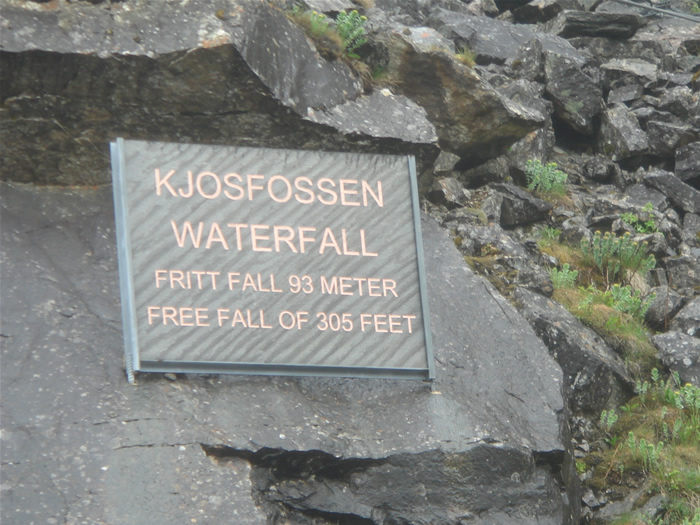 KJOSFOSSEN
WATERFALL
FRITT FALL 93 METER
FREE FALL OF 305 FEET